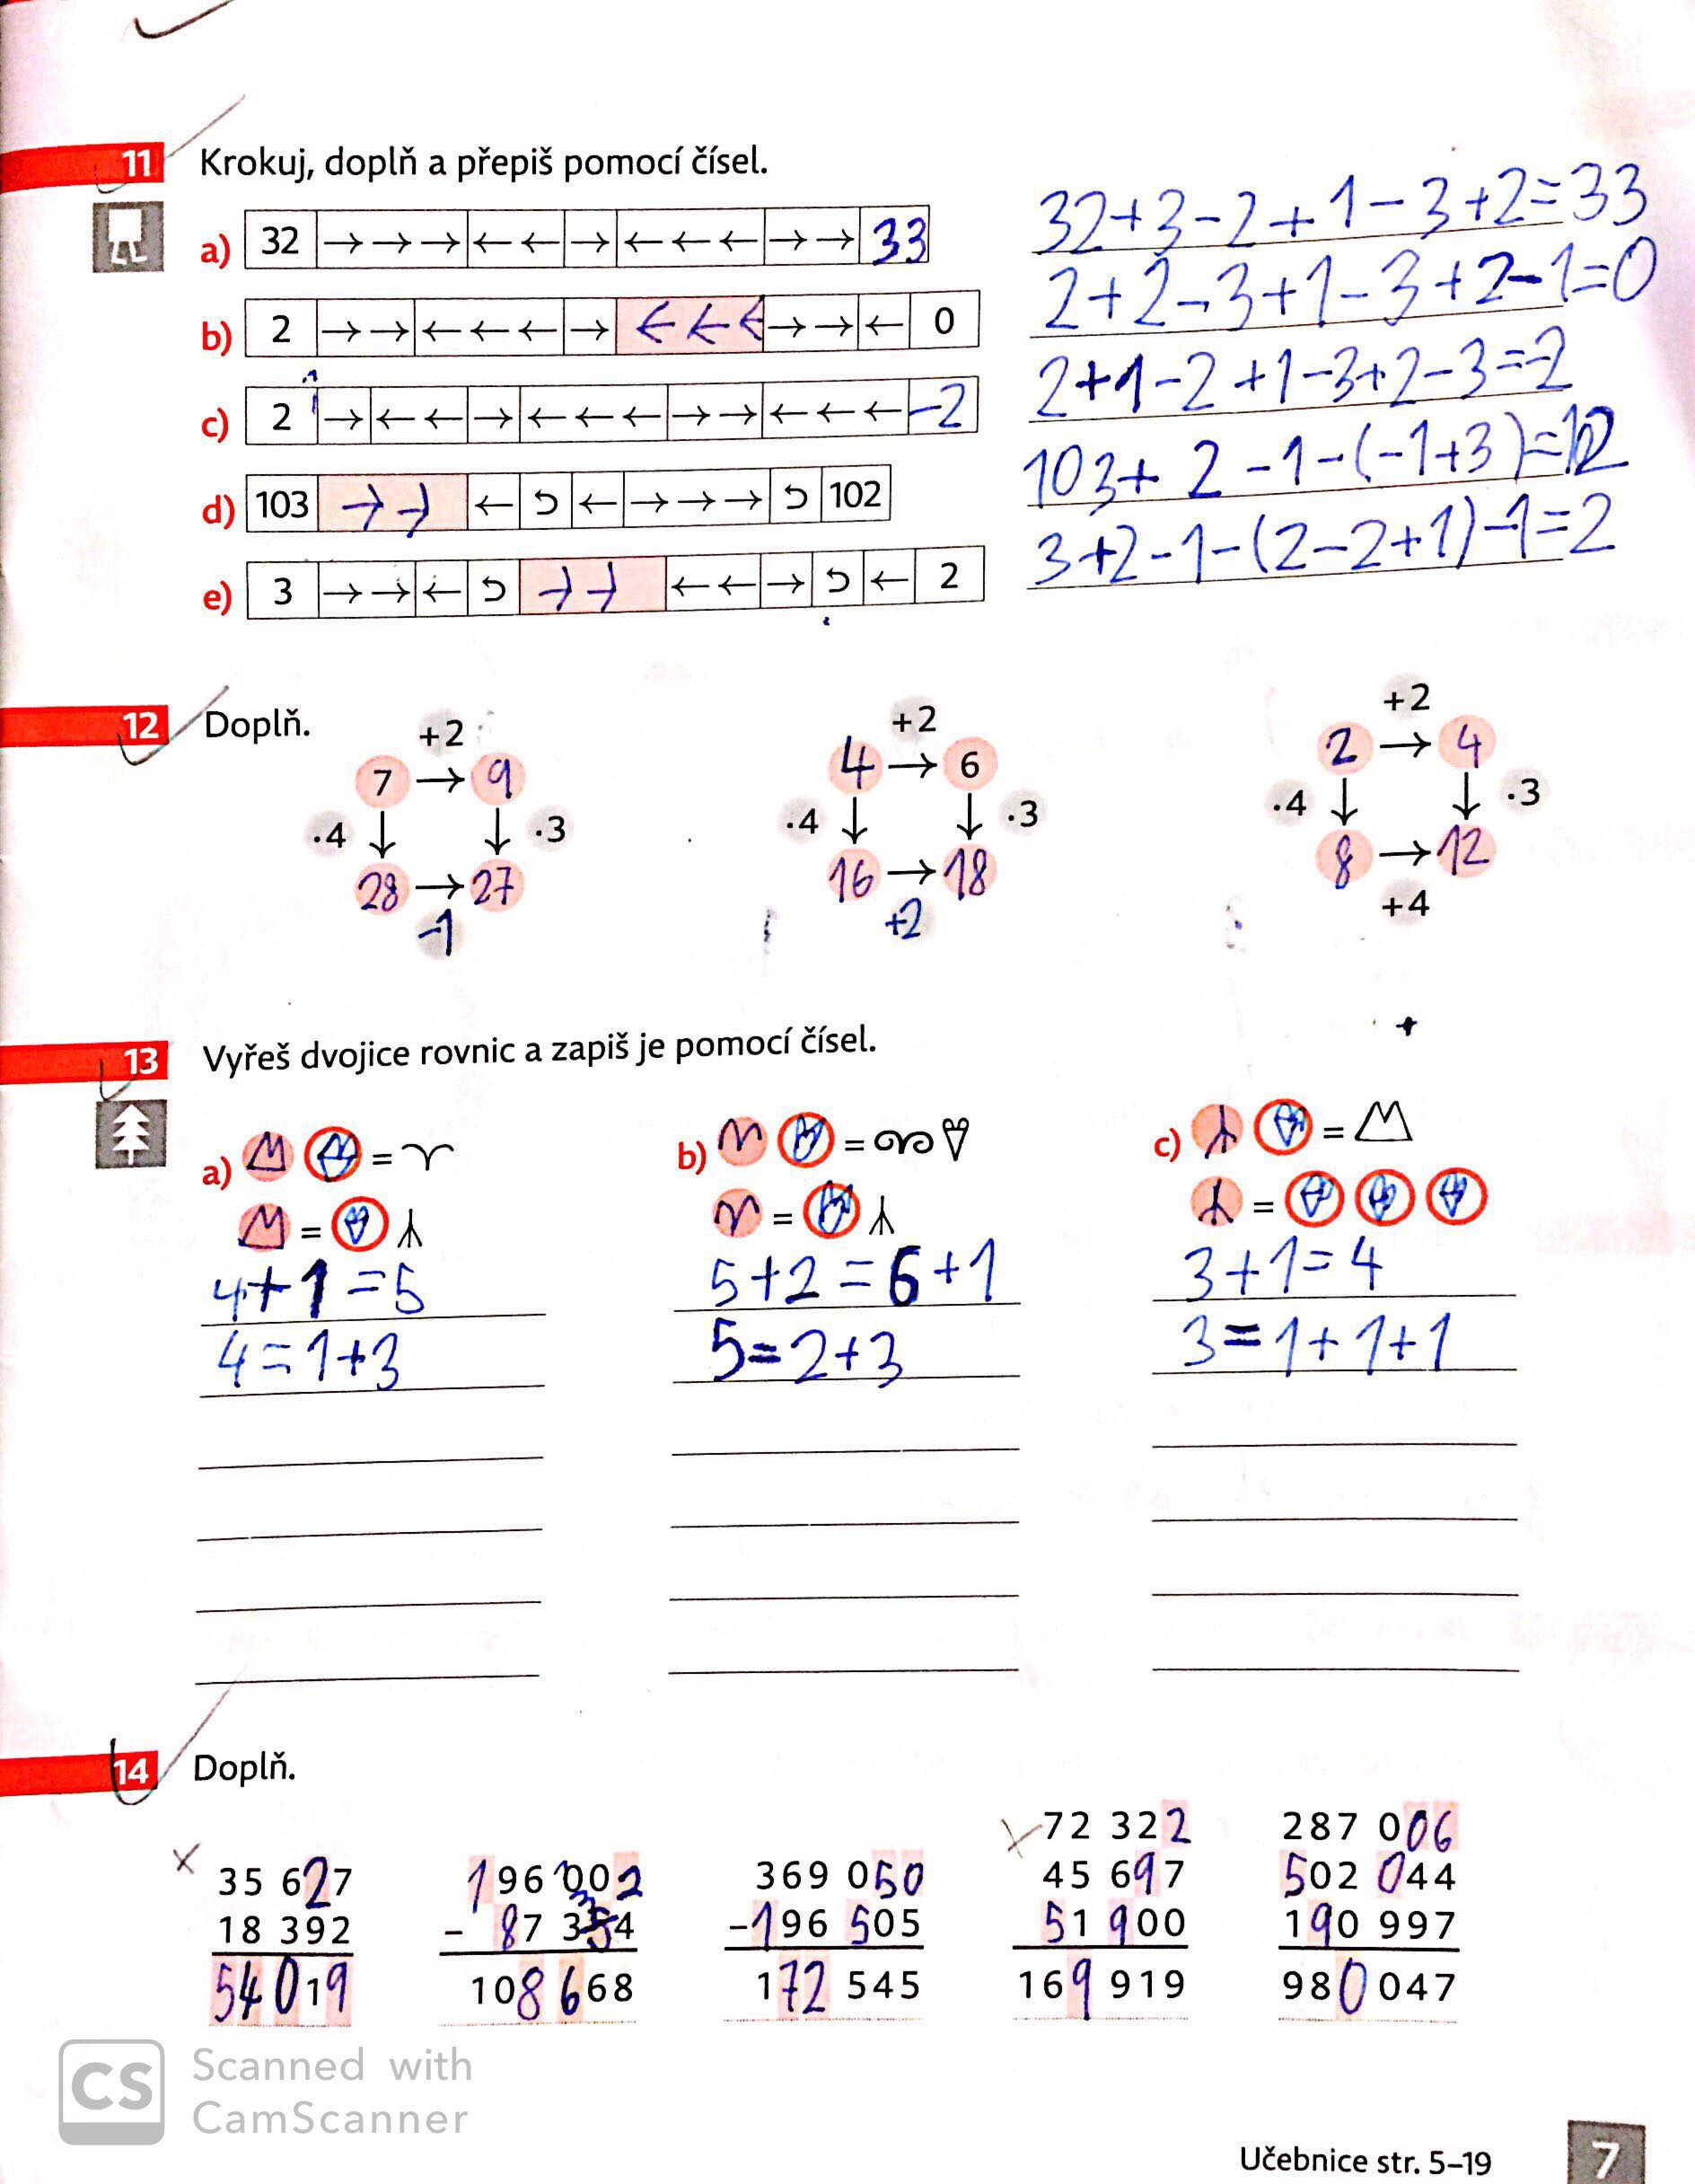 11 Krokuj, doplň a přepiš pomocí čísel.
a) 32 →→→ ←← → ←←← →→ 33
32+3-2+1-3+2=33
b) 2 →→ ←←← → ←←← →→ ← 0
2+2-3+1-3+2-1=0
c) 2 → ←← → ←←← →→ ←←← -2
2+1-2+1-3+2-3=-2
d) 103 →→ ← ↄ ← →→→ ↄ 102
103+2-1-(-1+3)=102
e) 3 →→ ← ↄ →→ ←← → ↄ ← 2
3+2-1-(2-2+1)-1=2
12 Doplň.
+2 +2 +2
7 → 9 4 → 6 2 → 4
·4 ↓ ↓ ·3 ·4 ↓ ↓ ·3 ·4 ↓ ↓ ·3
28 → 27 16 → 18 8 → 12
-1 +2 +4
13 Vyřeš dvojice rovnic a zapiš je pomocí čísel.
a) = b) = c) =
= = =
4+1=5 5+2=6+1 3+1=4
4=1+3 5=2+3 3=1+1+1
14 Doplň.
72 322 287 006
35 627 196 002 369 050 45 697 502 044
18 392 - 87 334 -196 505 51 900 190 997
54 019 108 668 172 545 169 919 980 047
CS Scanned with
CamScanner
Učebnice str. 5–19 7